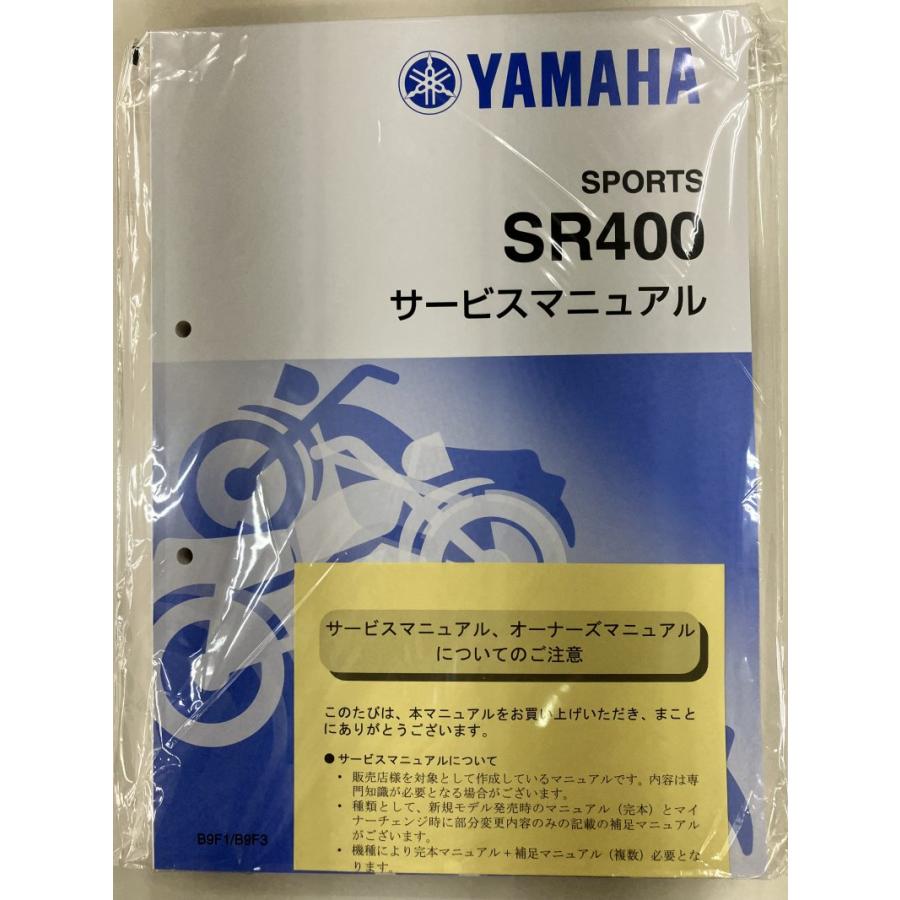 YAMAHA
SPORTS
SR400
サービスマニュアル
サービスマニュアル、オーナーズマニュアル
についてのご注意
このたびは、本マニュアルをお買い上げいただき、まこと
にありがとうございます。
● サービスマニュアルについて
・ 販売店様を対象として作成しているマニュアルです。内容は専
門知識が必要となる場合がございます。
・ 種類として、新規モデル発売時のマニュアル（完本）とマイ
ナーチェンジ時に部分変更内容のみの記載の補足マニュアル
がございます。
・ 機種により完本マニュアル＋補足マニュアル（複数）必要とな
ります。
B9F1/B9F3